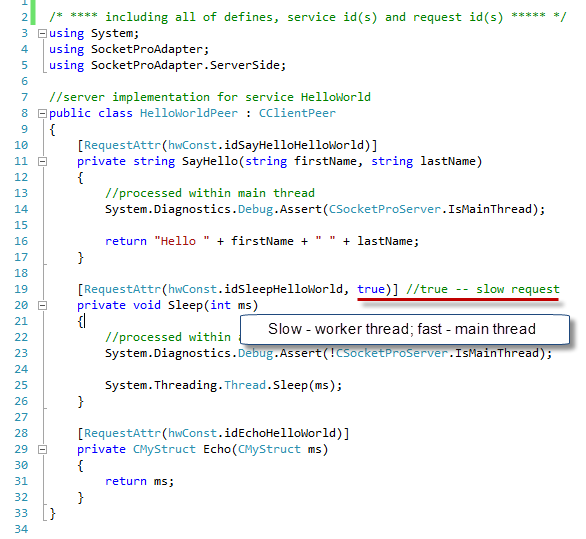 1
2 /* **** including all of defines, service id(s) and request id(s) ***** */
3 using System;
4 using SocketProAdapter;
5 using SocketProAdapter.ServerSide;
6
7 //server implementation for service HelloWorld
8 public class HelloWorldPeer : CClientPeer
9 {
10 [RequestAttr(hwConst.idSayHelloHelloWorld)]
11 private string SayHello(string firstName, string lastName)
12 {
13 //processed within main thread
14 System.Diagnostics.Debug.Assert(CSocketProServer.IsMainThread);
15
16 return "Hello " + firstName + " " + lastName;
17 }
18
19 [RequestAttr(hwConst.idSleepHelloWorld, true)] //true -- slow request
20 private void Sleep(int ms)
21 {
Slow - worker thread; fast - main thread
22 //processed within
23 System.Diagnostics.Debug.Assert(!CSocketProServer.IsMainThread);
24
25 System.Threading.Thread.Sleep(ms);
26 }
27
28 [RequestAttr(hwConst.idEchoHelloWorld)]
29 private CMyStruct Echo(CMyStruct ms)
30 {
31 return ms;
32 }
33 }
34